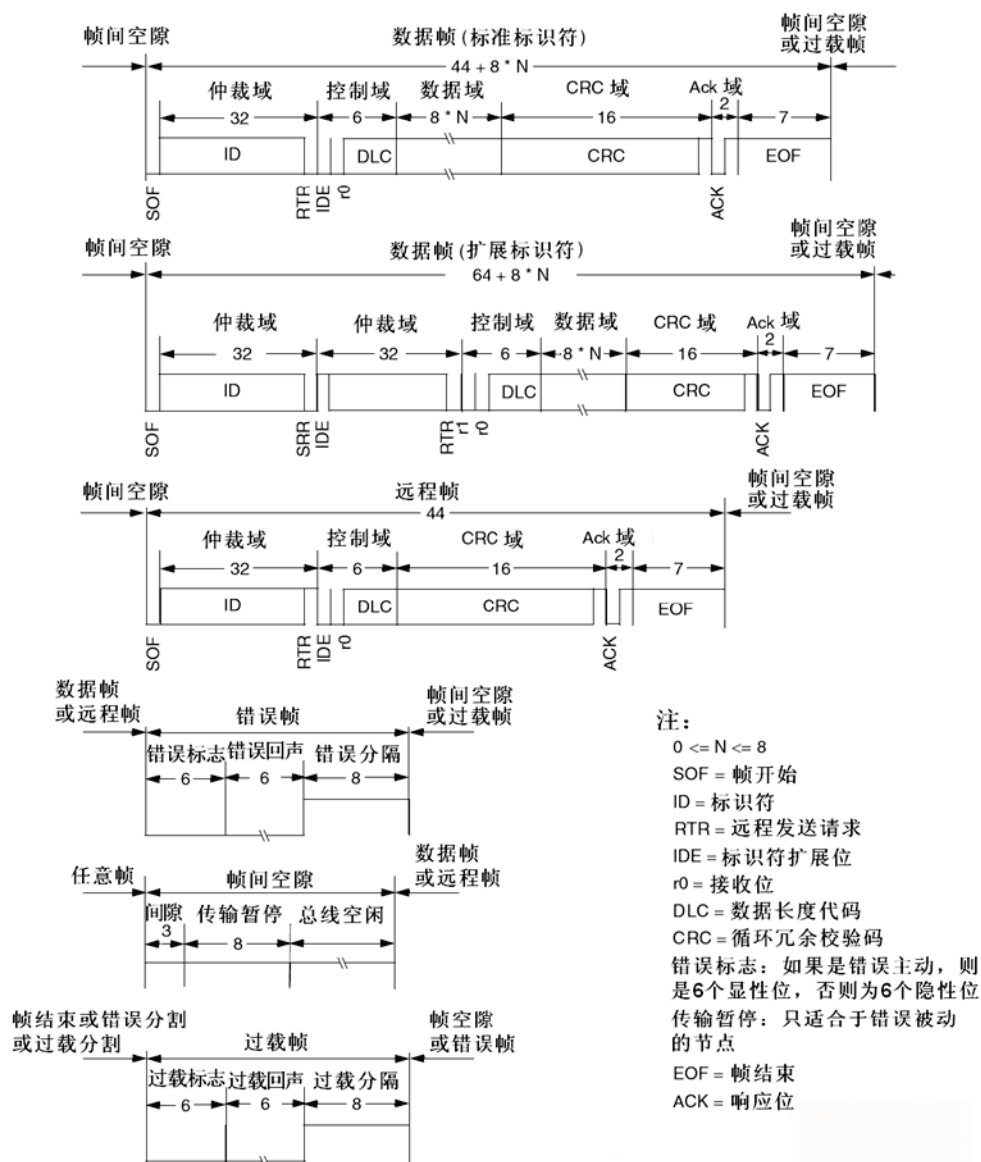 帧间空隙
数据帧(标准标识符)
帧间空隙
或过载帧
44 + 8 * N
仲裁域
控制域
数据域
CRC 域
Ack 域
32
6
8 * N
16
2
7
ID
DLC
CRC
EOF
SOF
RTR
IDE
r0
ACK
帧间空隙
数据帧(扩展标识符)
帧间空隙
或过载帧
64 + 8 * N
仲裁域
仲裁域
控制域
数据域
CRC 域
Ack 域
32
32
6
8 * N
16
2
7
ID
DLC
CRC
EOF
SOF
SRR
IDE
RTR
r1
r0
ACK
帧间空隙
远程帧
帧间空隙
或过载帧
44
仲裁域
控制域
CRC 域
Ack 域
32
6
16
2
7
ID
DLC
CRC
EOF
SOF
RTR
IDE
r0
ACK
数据帧
或远程帧
错误帧
帧间空隙
或过载帧
错误标志
错误回声
错误分隔
6
6
8
任意帧
帧间空隙
数据帧
或远程帧
间隙
传输暂停
总线空闲
3
8
帧结束或错误分割
或过载分割
过载帧
帧空隙
或错误帧
过载标志
过载回声
过载分隔
6
6
8
注：
0 <= N <= 8
SOF = 帧开始
ID = 标识符
RTR = 远程发送请求
IDE = 标识符扩展位
r0 = 接收位
DLC = 数据长度代码
CRC = 循环冗余校验码
错误标志：如果是错误主动，则
是6个显性位，否则为6个隐性位
传输暂停：只适合于错误被动
的节点
EOF = 帧结束
ACK = 响应位